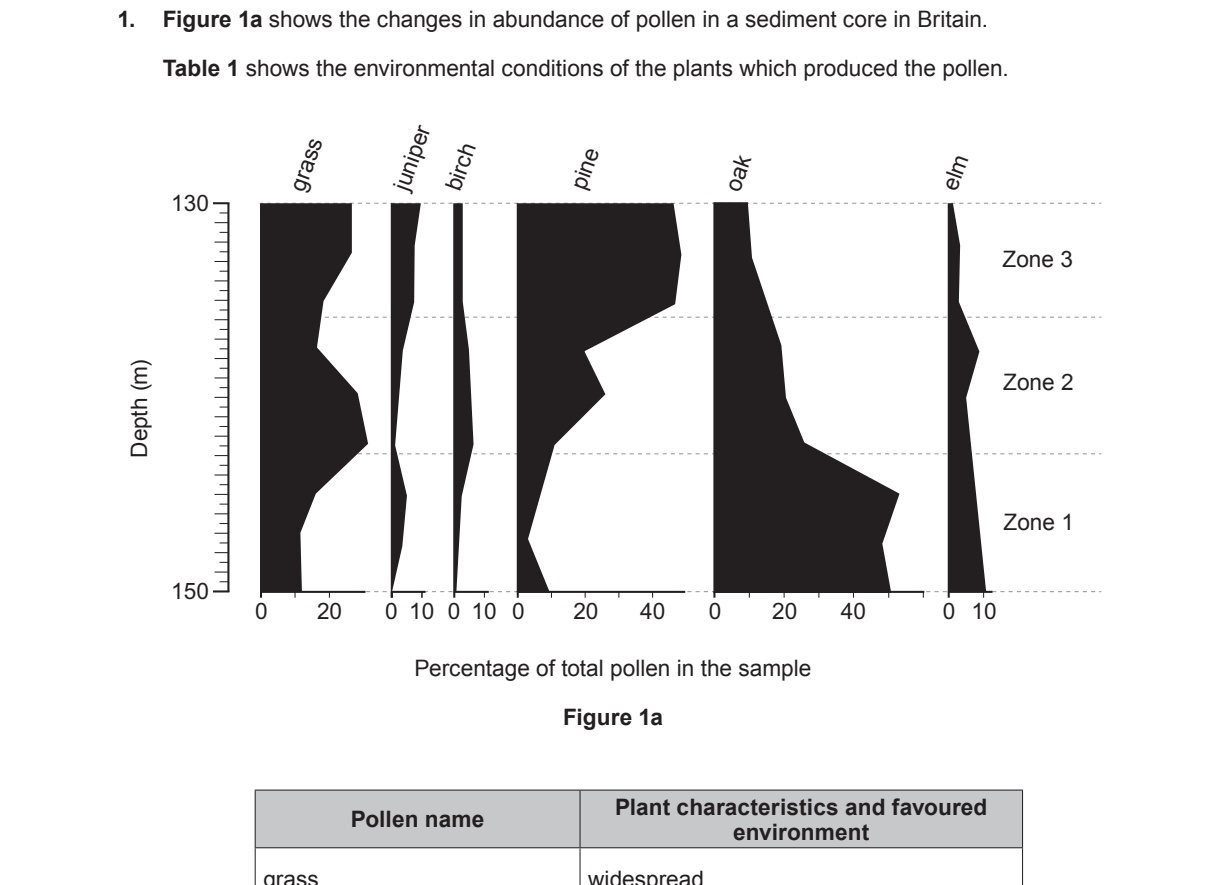 1. Figure 1a shows the changes in abundance of pollen in a sediment core in Britain.
Table 1 shows the environmental conditions of the plants which produced the pollen.
grass juniper birch pine oak elm
130
Zone 3
Depth (m)
Zone 2
Zone 1
150
0 20 0 10 0 10 0 20 40 0 20 40 0 10
Percentage of total pollen in the sample
Figure 1a
Pollen name
Plant characteristics and favoured
environment
grass widespread